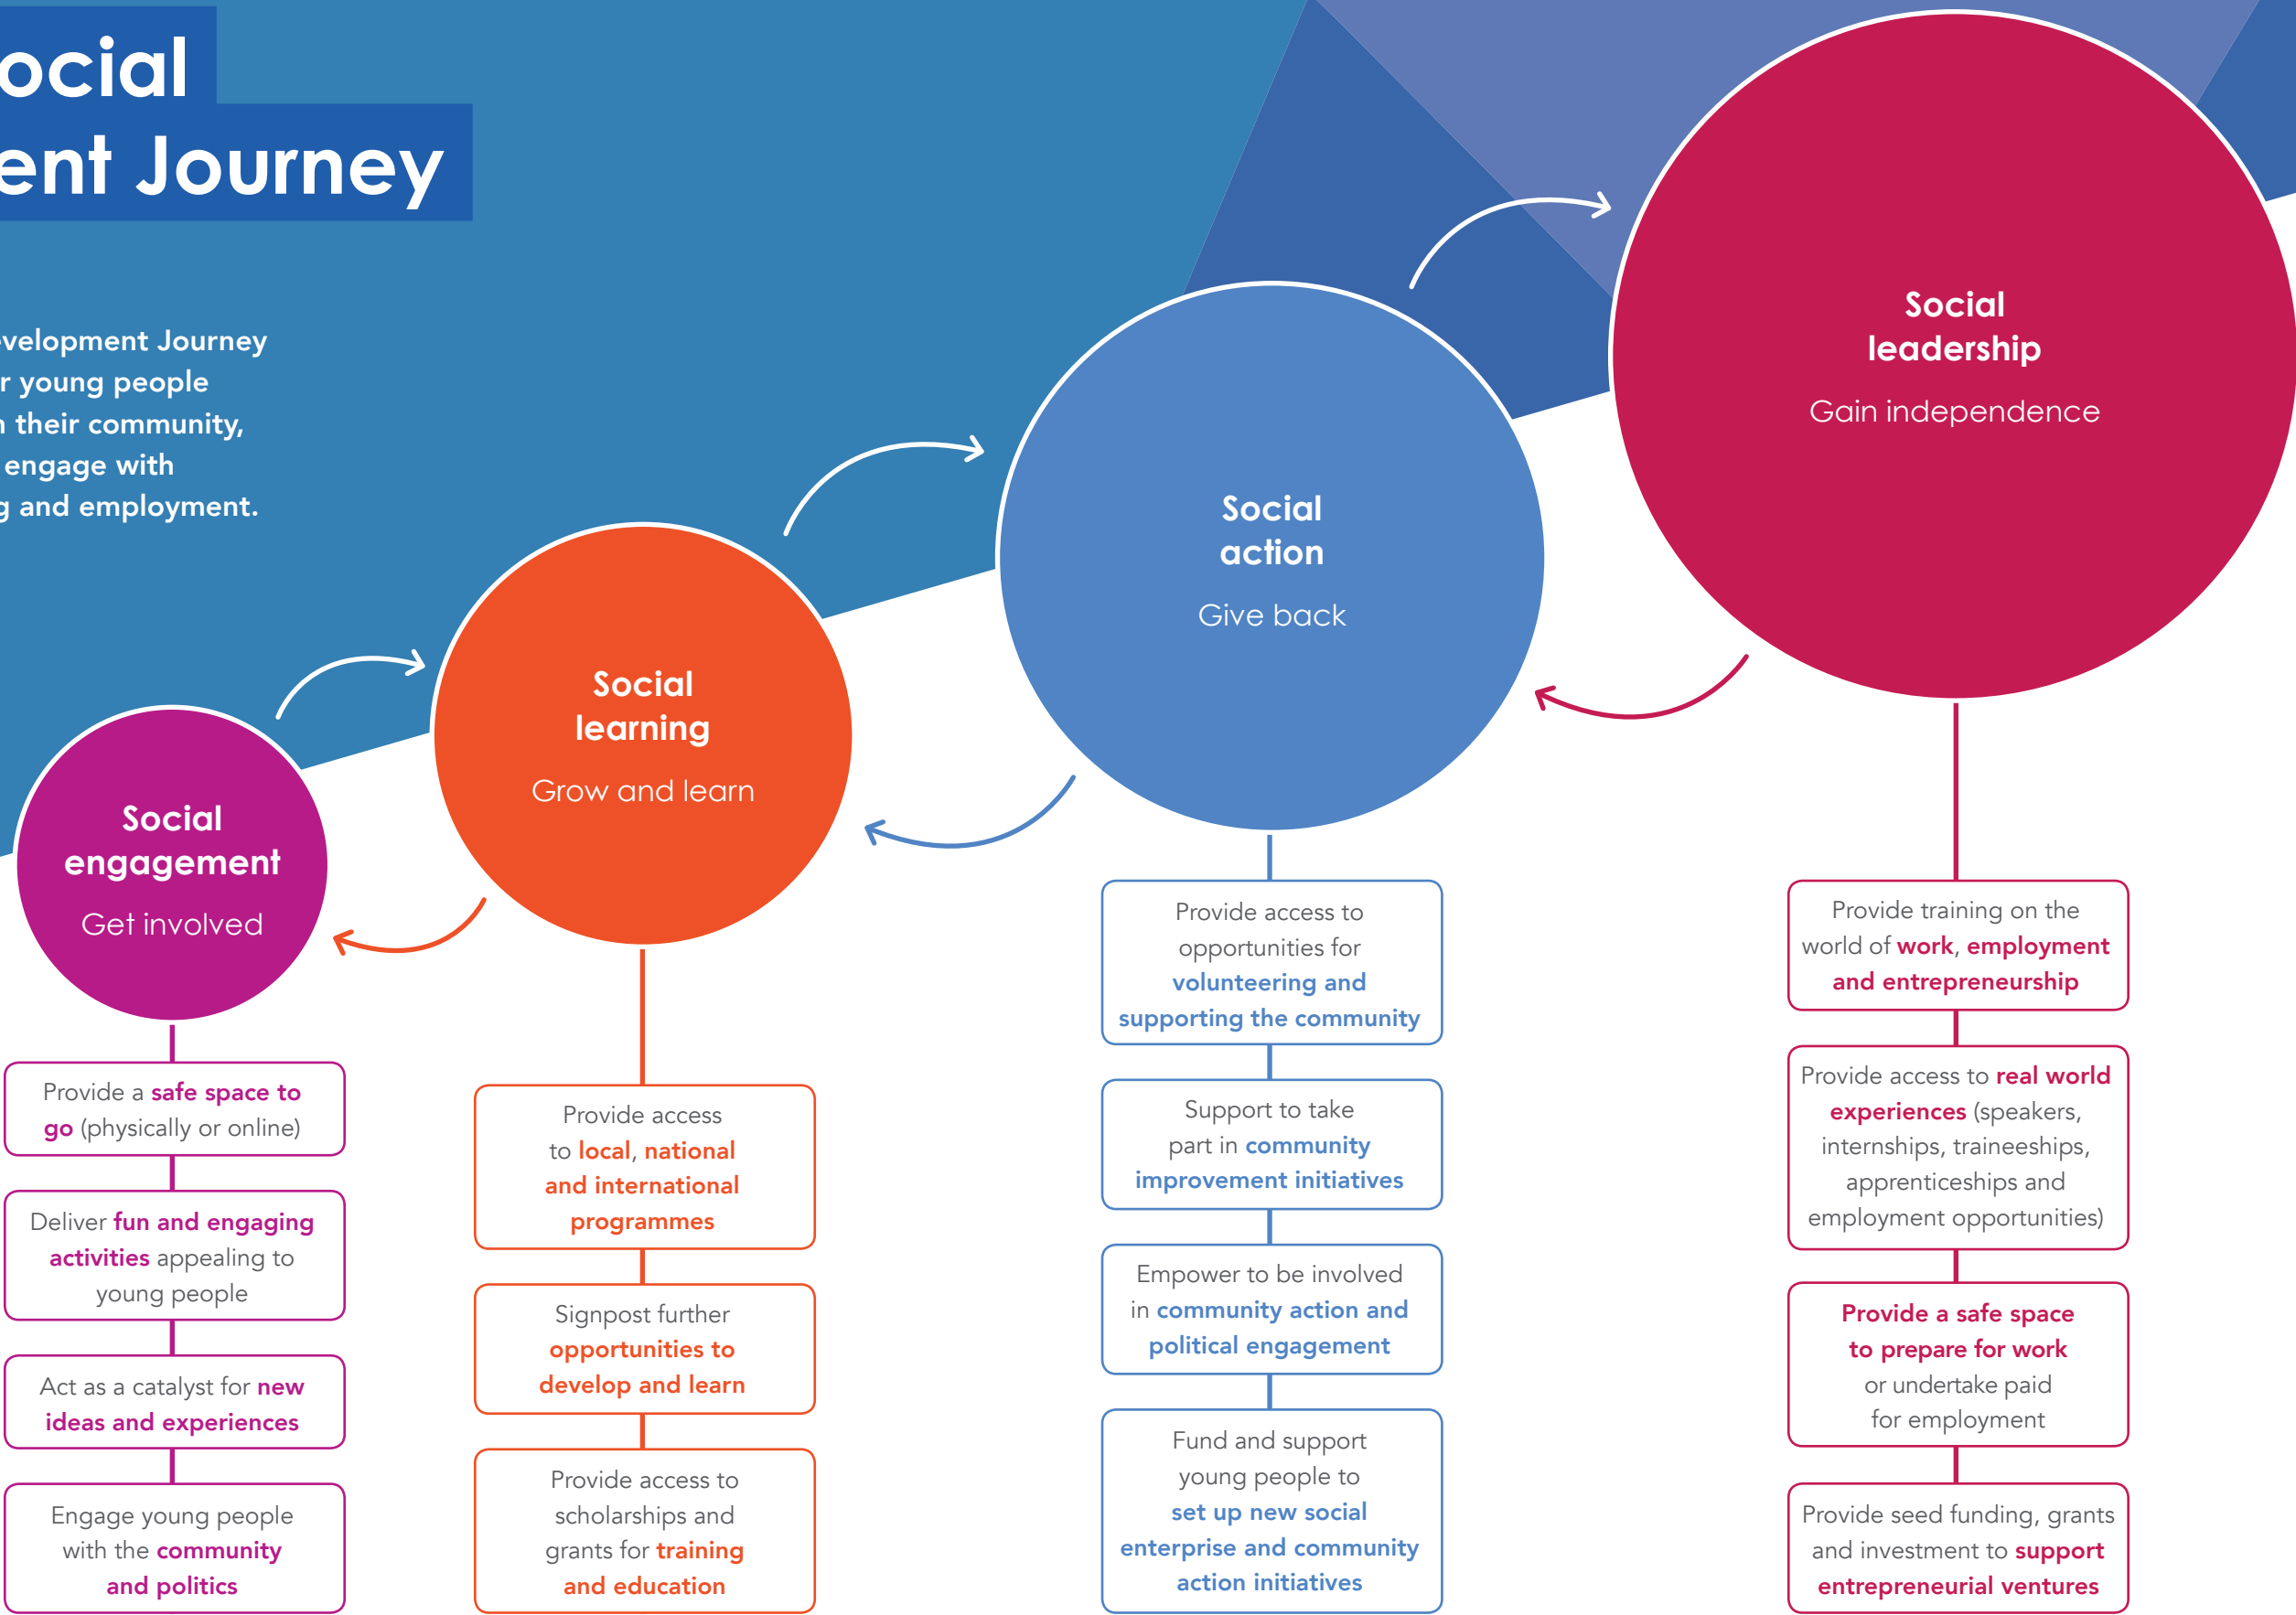 ocial
ent Journey
velopment Journey
r young people
n their community,
engage with
g and employment.
Social
engagement
Get involved
Provide a safe space to
go (physically or online)
Deliver fun and engaging
activities appealing to
young people
Act as a catalyst for new
ideas and experiences
Engage young people
with the community
and politics
Social
learning
Grow and learn
Provide access
to local, national
and international
programmes
Signpost further
opportunities to
develop and learn
Provide access to
scholarships and
grants for training
and education
Social
action
Give back
Provide access to
opportunities for
volunteering and
supporting the community
Support to take
part in community
improvement initiatives
Empower to be involved
in community action and
political engagement
Fund and support
young people to
set up new social
enterprise and community
action initiatives
Social
leadership
Gain independence
Provide training on the
world of work, employment
and entrepreneurship
Provide access to real world
experiences (speakers,
internships, traineeships,
apprenticeships and
employment opportunities)
Provide a safe space
to prepare for work
or undertake paid
for employment
Provide seed funding, grants
and investment to support
entrepreneurial ventures